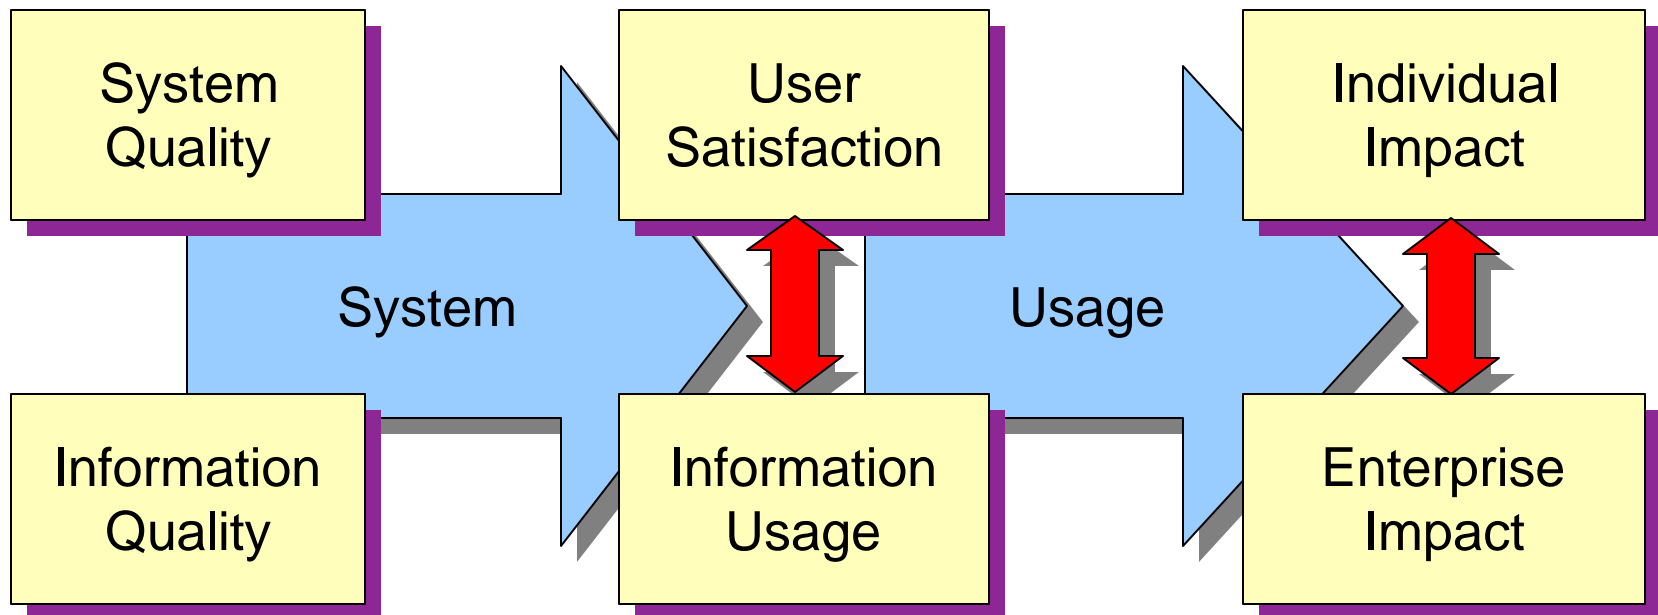 System
Quality
User
Satisfaction
Individual
Impact
System
Usage
Information
Quality
Information
Usage
Enterprise
Impact